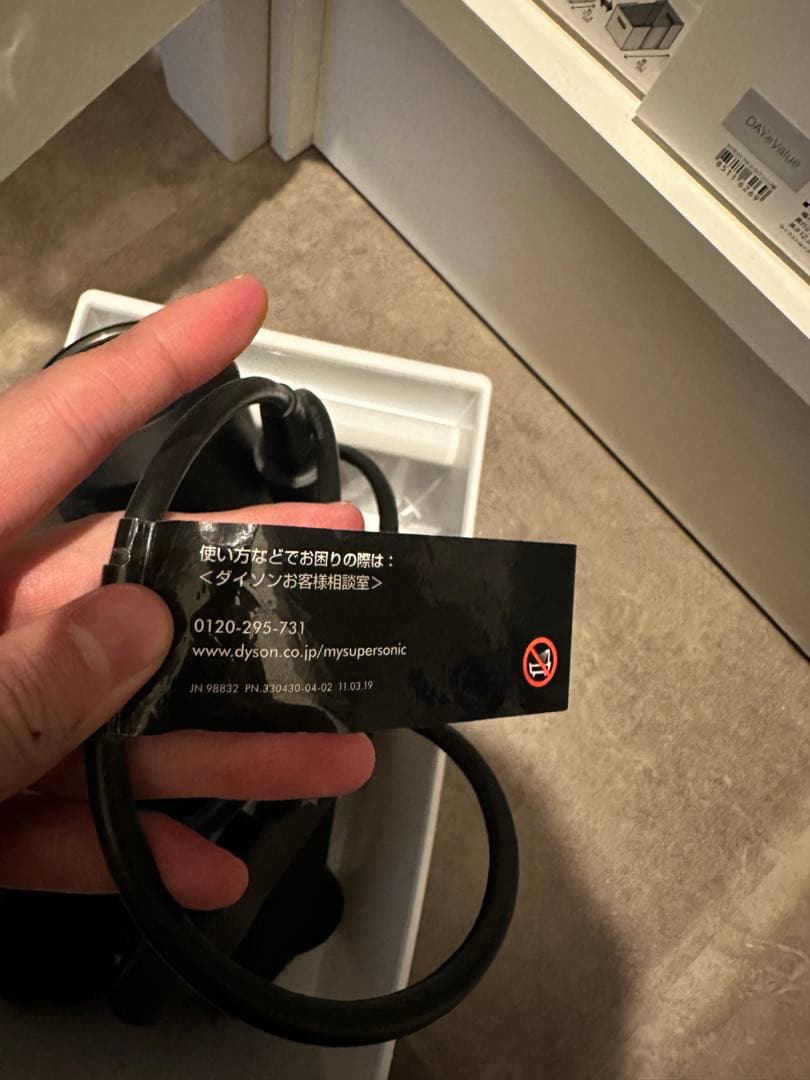 DAY Value
8511 6269
使い方などでお困りの際は：
＜ダイソンお客様相談室＞
0120-295-731
www.dyson.co.jp/mysupersonic
JN.98832 PN.330430-04-02 11.03.19